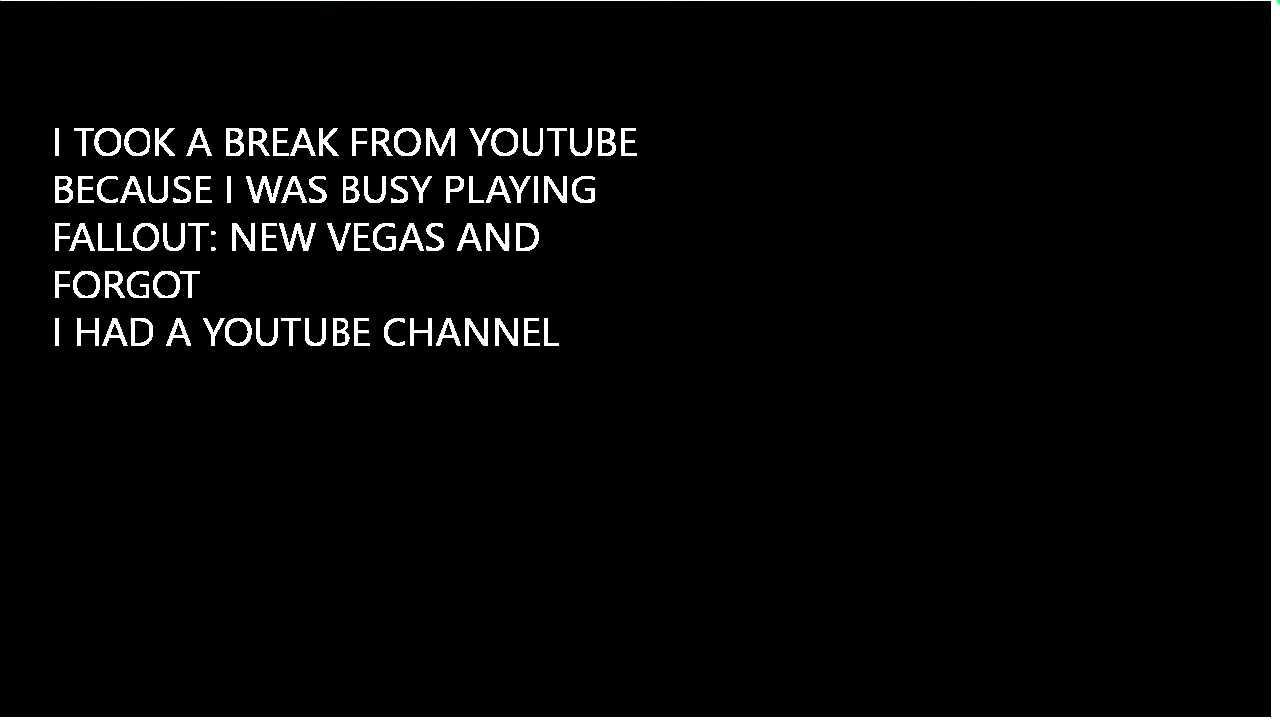 I TOOK A BREAK FROM YOUTUBE
BECAUSE I WAS BUSY PLAYING
FALLOUT: NEW VEGAS AND
FORGOT
I HAD A YOUTUBE CHANNEL